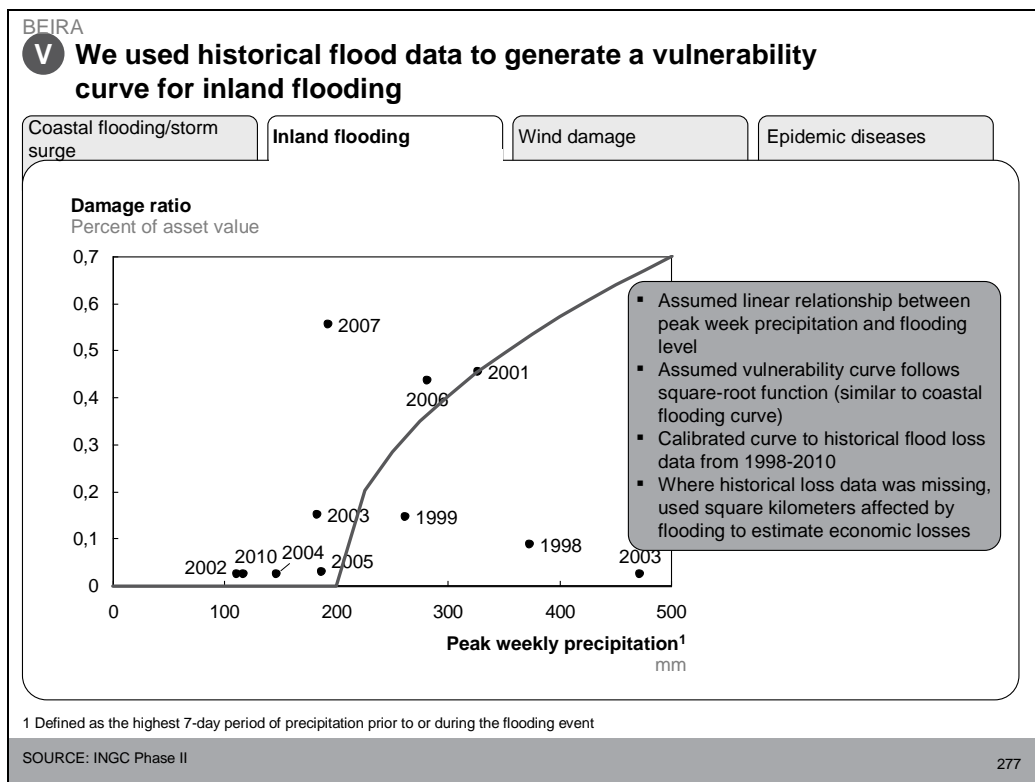 BEIRA
V We used historical flood data to generate a vulnerability
curve for inland flooding
Coastal flooding/storm
surge
Inland flooding
Wind damage
Epidemic diseases
Damage ratio
Percent of asset value
0,7
0,6
0,5
0,4
0,3
0,2
0,1
0
2007
2006
2001
2003
1999
1998
2003
2002
2010
2004
2005
0 100 200 300 400 500
Peak weekly precipitation1
mm
▪ Assumed linear relationship between
peak week precipitation and flooding
level
▪ Assumed vulnerability curve follows
square-root function (similar to coastal
flooding curve)
▪ Calibrated curve to historical flood loss
data from 1998-2010
▪ Where historical loss data was missing,
used square kilometers affected by
flooding to estimate economic losses
1 Defined as the highest 7-day period of precipitation prior to or during the flooding event
SOURCE: INGC Phase II
277